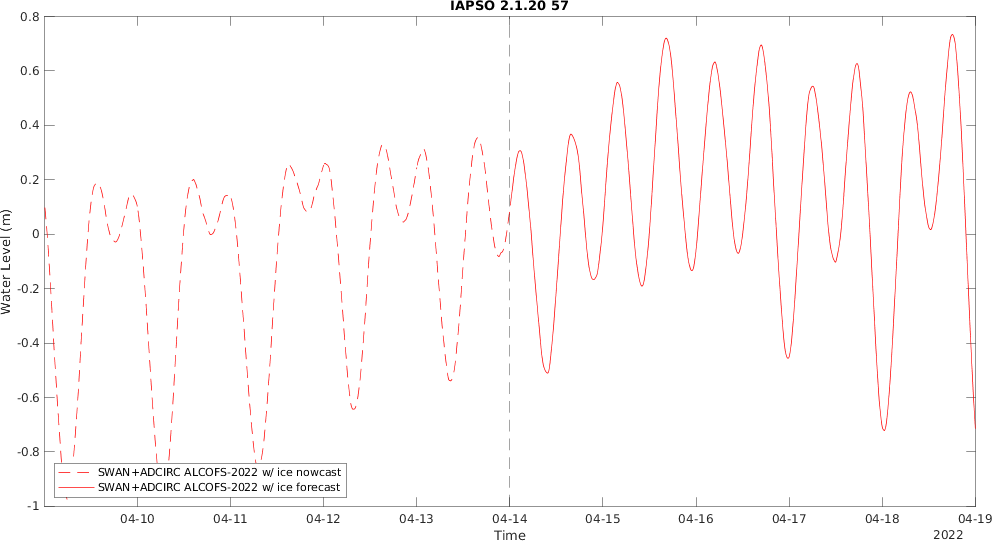 IAPSO 2.1.20 57
0.8
0.6
0.4
0.2
0
-0.2
-0.4
-0.6
-0.8
-1
Water Level (m)
SWAN+ADCIRC ALCOFS-2022 w/ ice nowcast
SWAN+ADCIRC ALCOFS-2022 w/ ice forecast
04-10 04-11 04-12 04-13 04-14 04-15 04-16 04-17 04-18 04-19
Time
2022